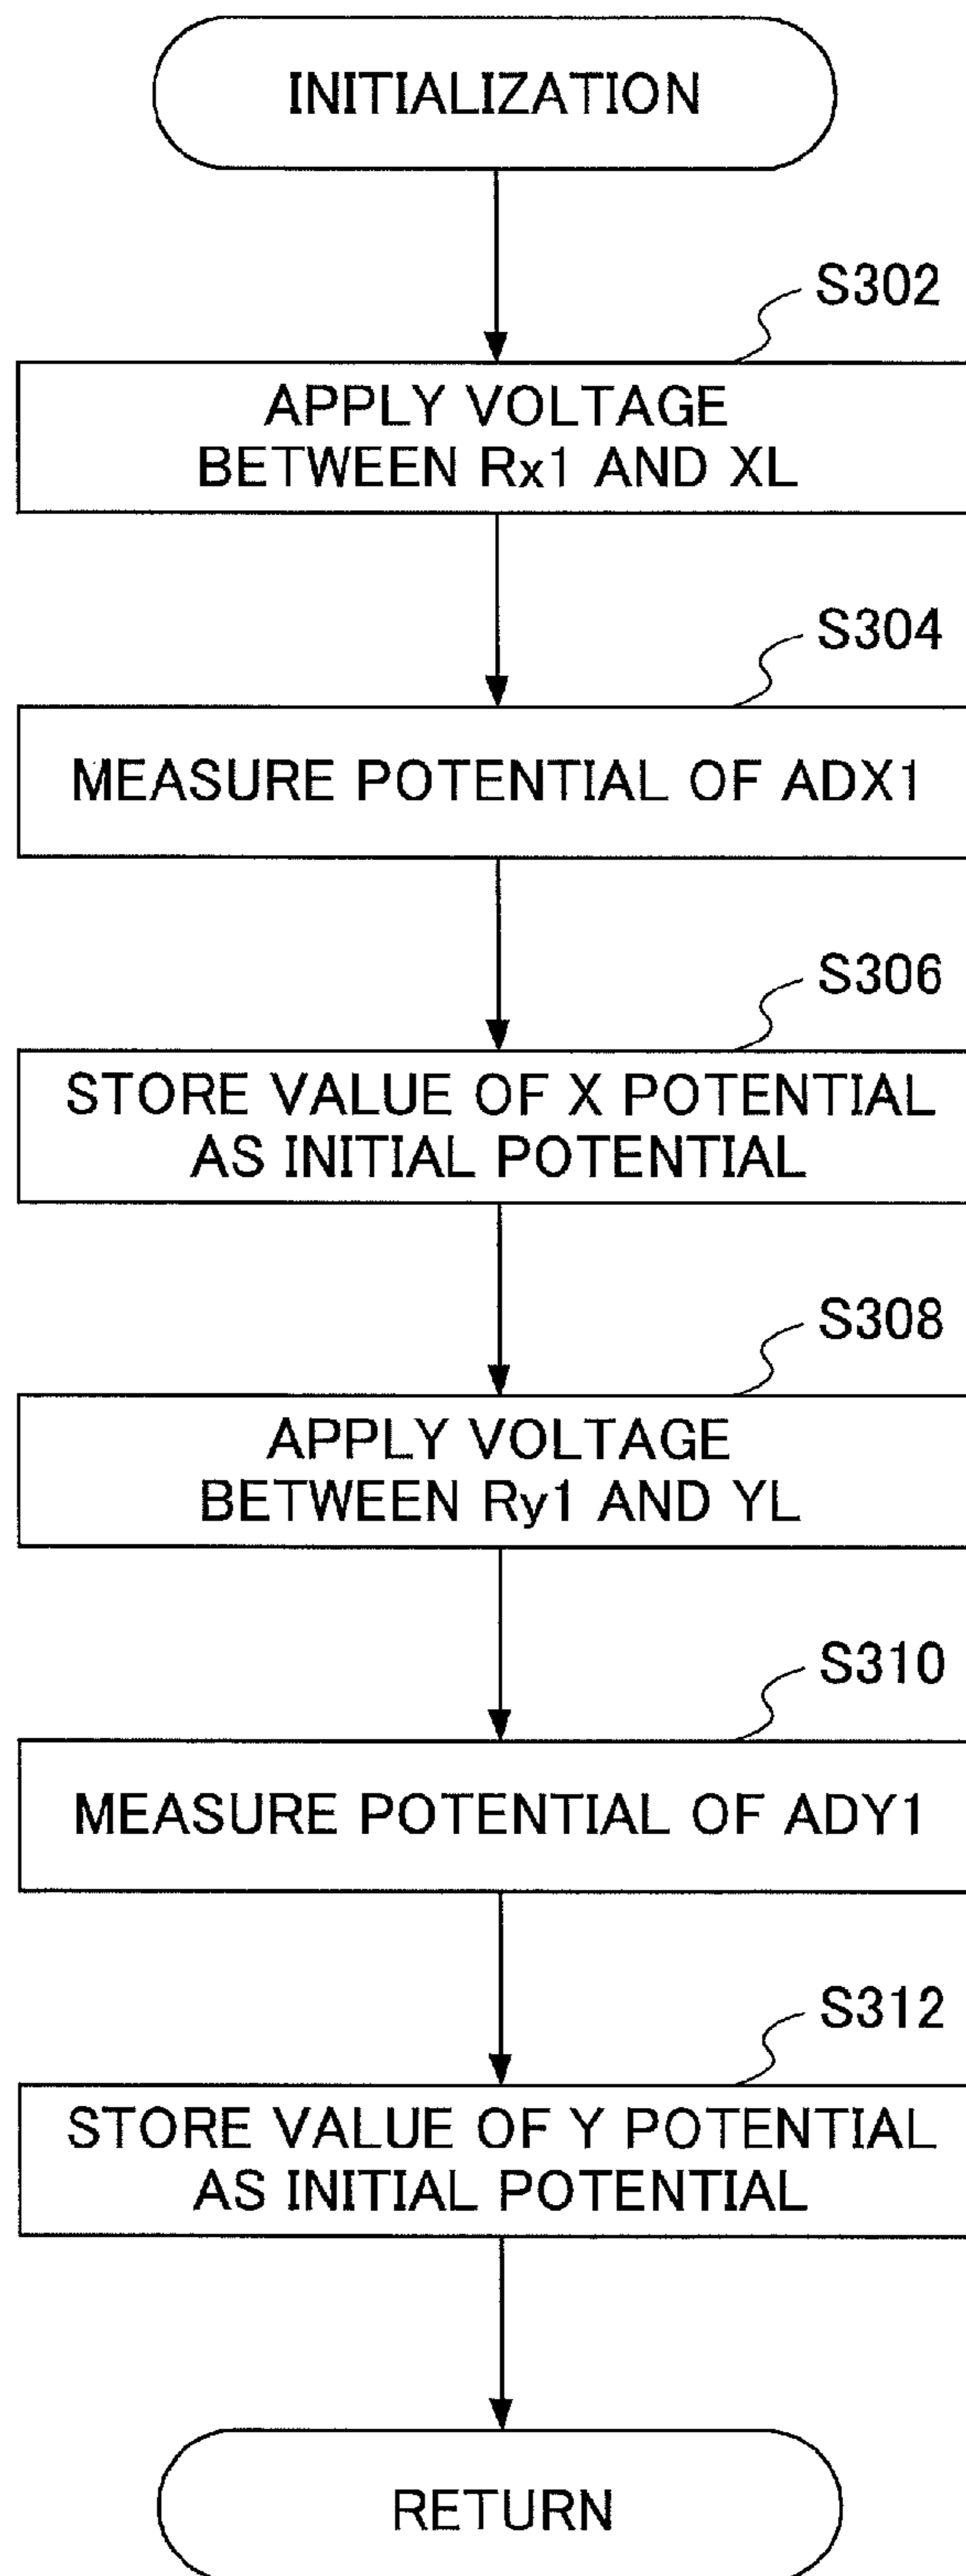 INITIALIZATION
S302
APPLY VOLTAGE
BETWEEN Rx1 AND XL
S304
MEASURE POTENTIAL OF ADX1
S306
STORE VALUE OF X POTENTIAL
AS INITIAL POTENTIAL
S308
APPLY VOLTAGE
BETWEEN Ry1 AND YL
S310
MEASURE POTENTIAL OF ADY1
S312
STORE VALUE OF Y POTENTIAL
AS INITIAL POTENTIAL
RETURN